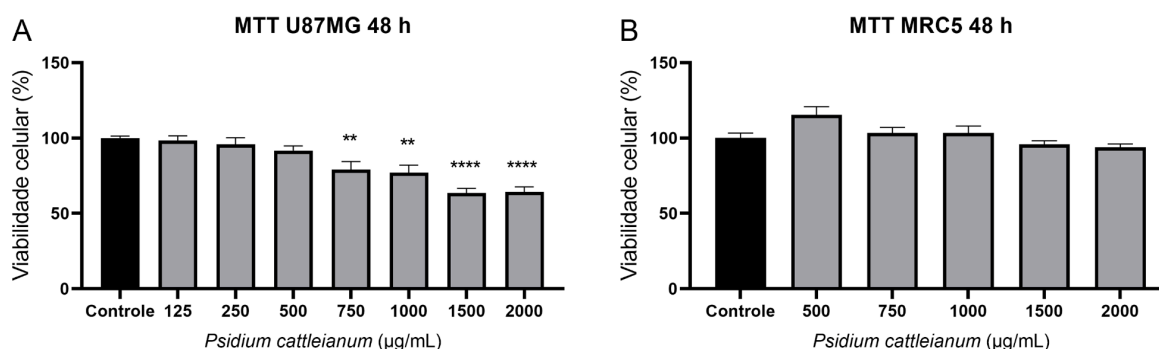 A
MTT U87MG 48 h
Viabilidade celular (%)
150
100
50
0
** ** **** ****
Controle 125 250 500 750 1000 1500 2000
Psidium cattleianum (µg/mL)
B
MTT MRC5 48 h
Viabilidade celular (%)
150
100
50
0
Controle 500 750 1000 1500 2000
Psidium cattleianum (µg/mL)